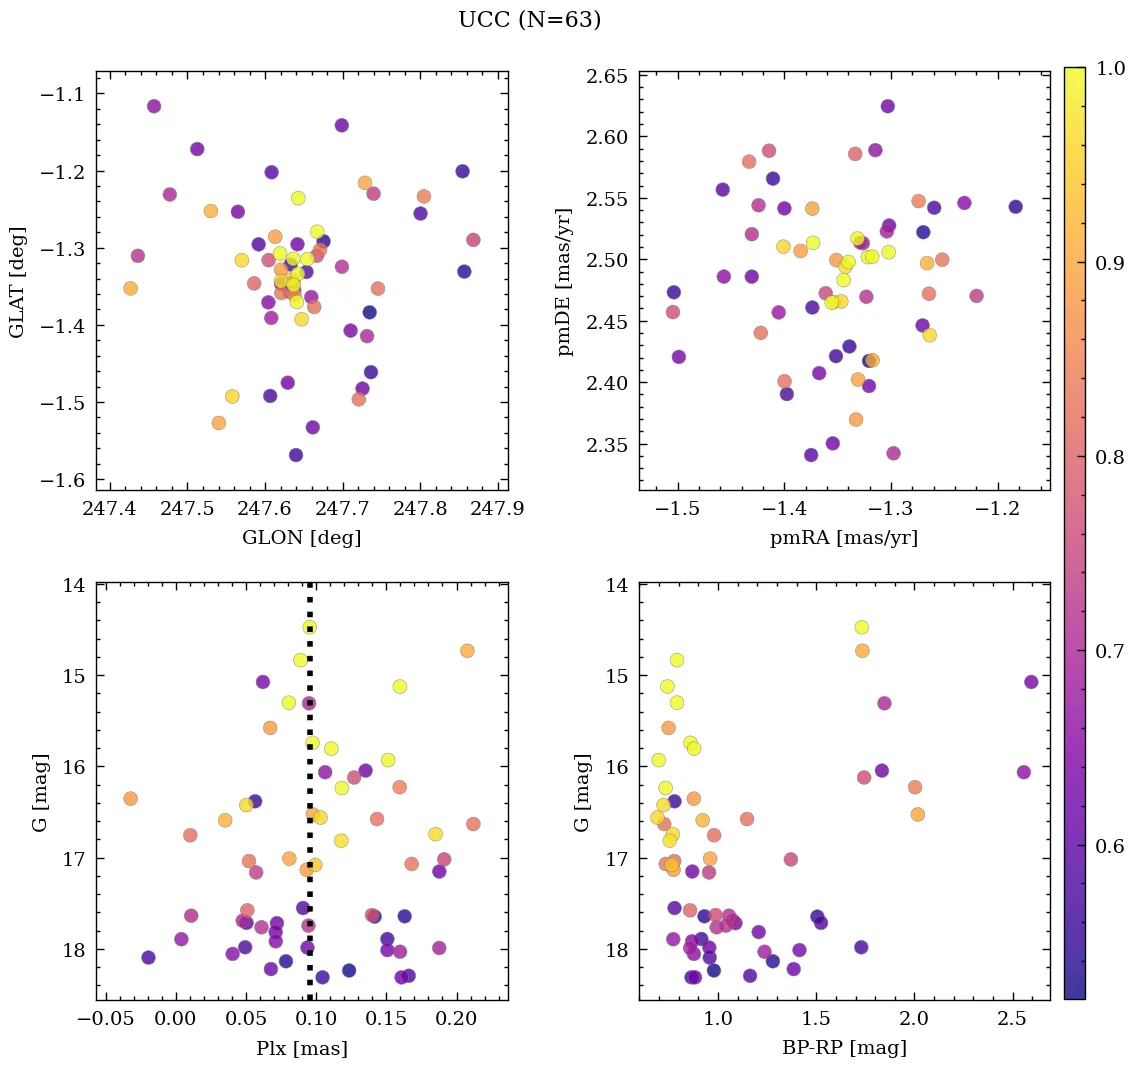 UCC (N=63)
−1.1
−1.2
−1.3
−1.4
−1.5
−1.6
GLAT [deg]
247.4 247.5 247.6 247.7 247.8 247.9
GLON [deg]
2.65
2.60
2.55
2.50
2.45
2.40
2.35
pmDE [mas/yr]
−1.5 −1.4 −1.3 −1.2
pmRA [mas/yr]
14
15
16
17
18
G [mag]
−0.05 0.00 0.05 0.10 0.15 0.20
Plx [mas]
14
15
16
17
18
G [mag]
1.0 1.5 2.0 2.5
BP-RP [mag]
1.0
0.9
0.8
0.7
0.6